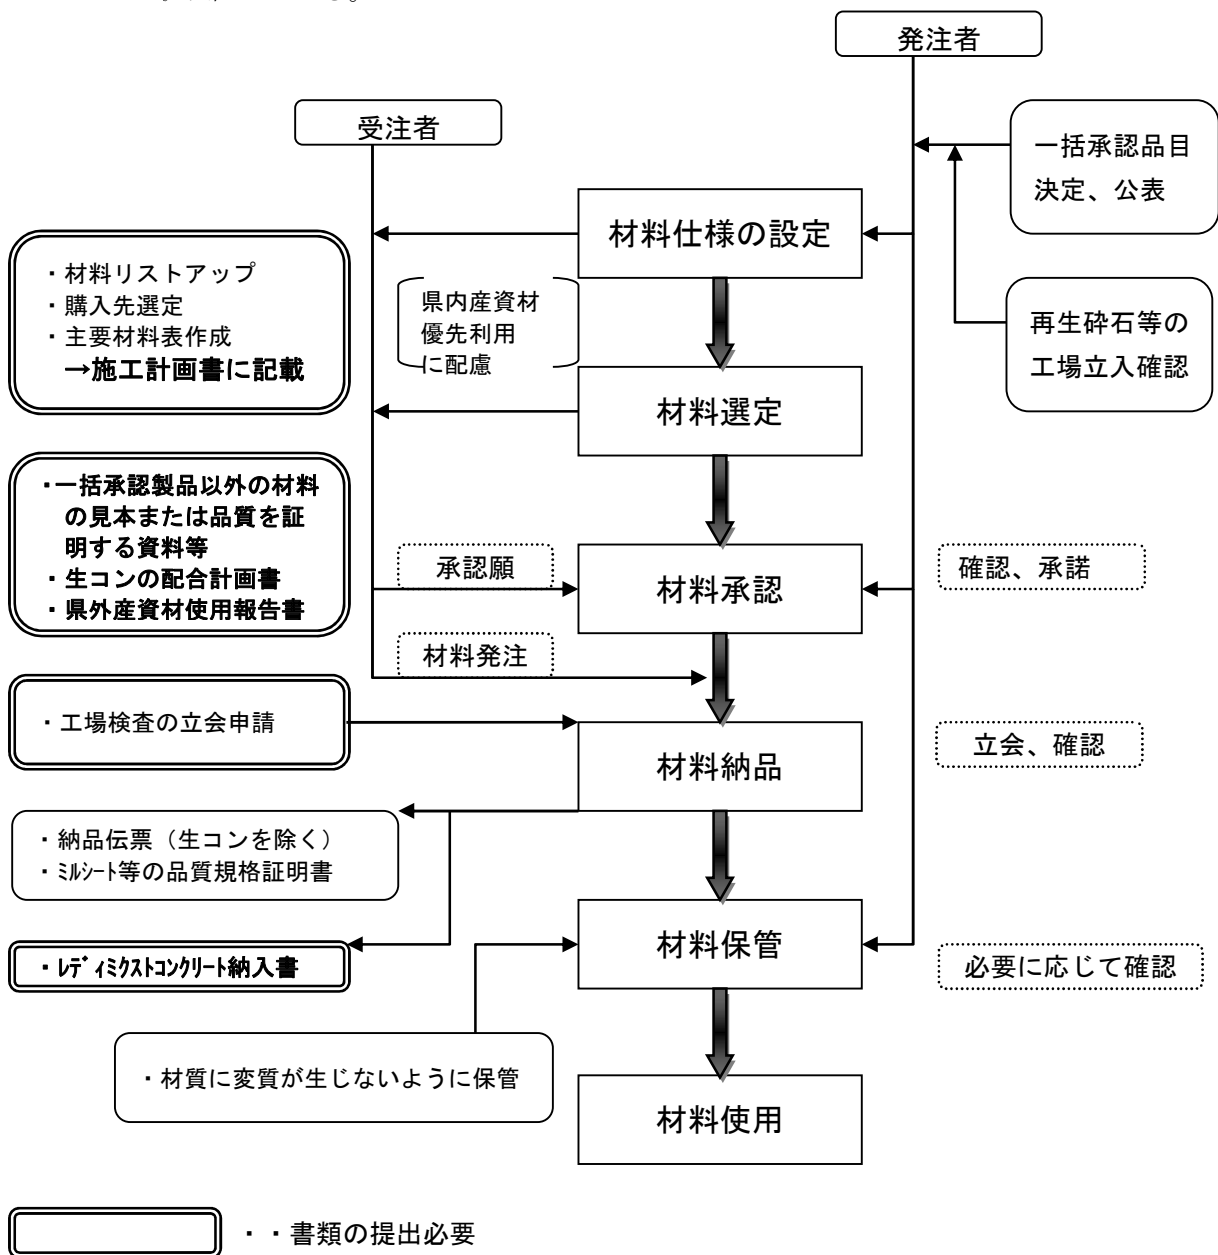 発注者
受注者
一括承認品目
決定、公表
材料仕様の設定
・材料リストアップ
・購入先選定
・主要材料表作成
→施工計画書に記載
県内産資材
優先利用
に配慮
再生砕石等の
工場立入確認
材料選定
・一括承認製品以外の材料
の見本または品質を証
明する資料等
・生コンの配合計画書
・県外産資材使用報告書
承認願
材料承認
確認、承諾
材料発注
・工場検査の立会申請
材料納品
立会、確認
・納品伝票（生コンを除く）
・ﾐﾙｼｰﾄ等の品質規格証明書
材料保管
・ﾚﾃﾞｨﾐｸｽﾄｺﾝｸﾘｰﾄ納入書
必要に応じて確認
・材質に変質が生じないように保管
材料使用
・・書類の提出必要